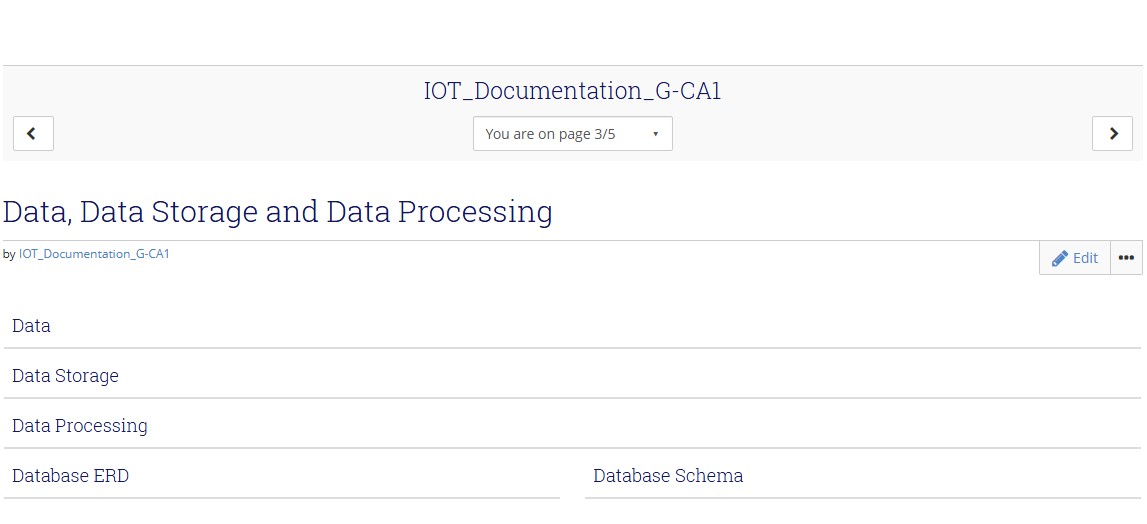 IOT_Documentation_G-CA1
You are on page 3/5
Data, Data Storage and Data Processing
by IOT_Documentation_G-CA1
Edit
Data
Data Storage
Data Processing
Database ERD
Database Schema